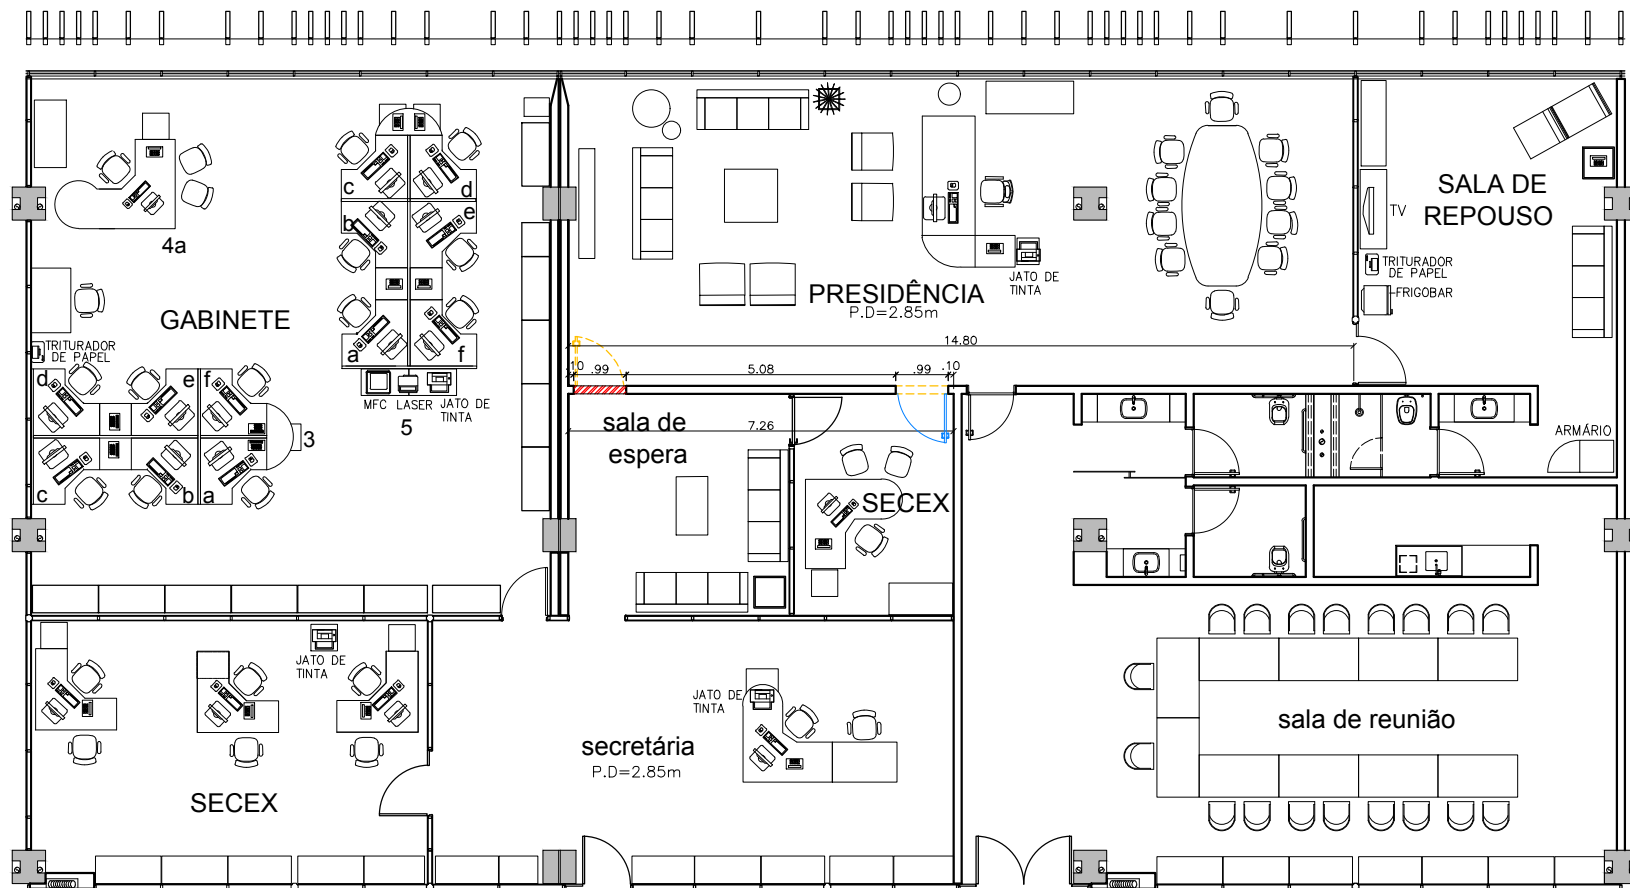 c
d
b
e
4a
SALA DE
REPOUSO
TV
TRITURADOR
DE PAPEL
FRIGOBAR
JATO DE
TINTA
PRESIDÊNCIA
P.D=2.85m
GABINETE
14.80
a
f
TRITURADOR
DE PAPEL
.10
.99
5.08
.99
.10
d
e
f
MFC
LASER
JATO DE
TINTA
5
3
sala de
espera
7.26
ARMÁRIO
c
b
a
SECEX
JATO DE
TINTA
JATO DE
TINTA
secretária
P.D=2.85m
sala de reunião
SECEX